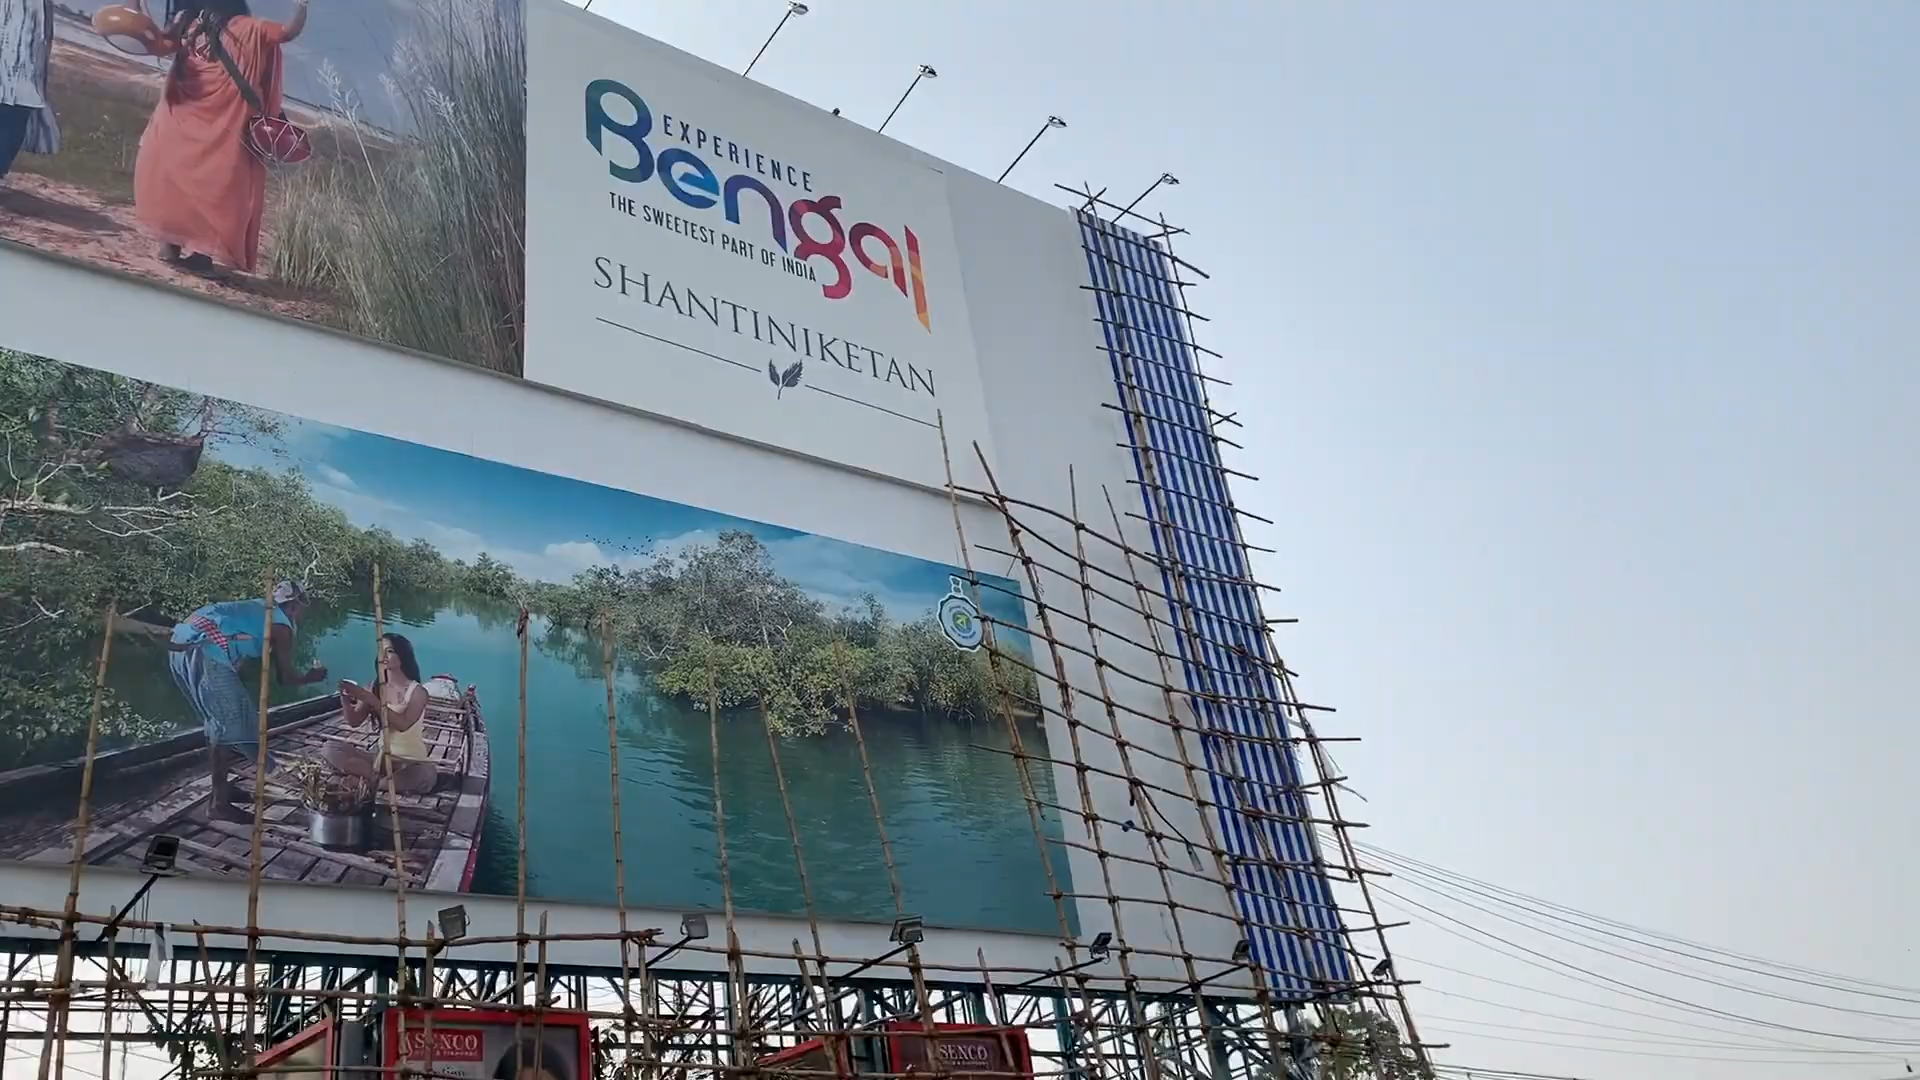 EXPERIENCE
Bengal
THE SWEETEST PART OF INDIA
SHANTINIKETAN
SENCO
SENCO